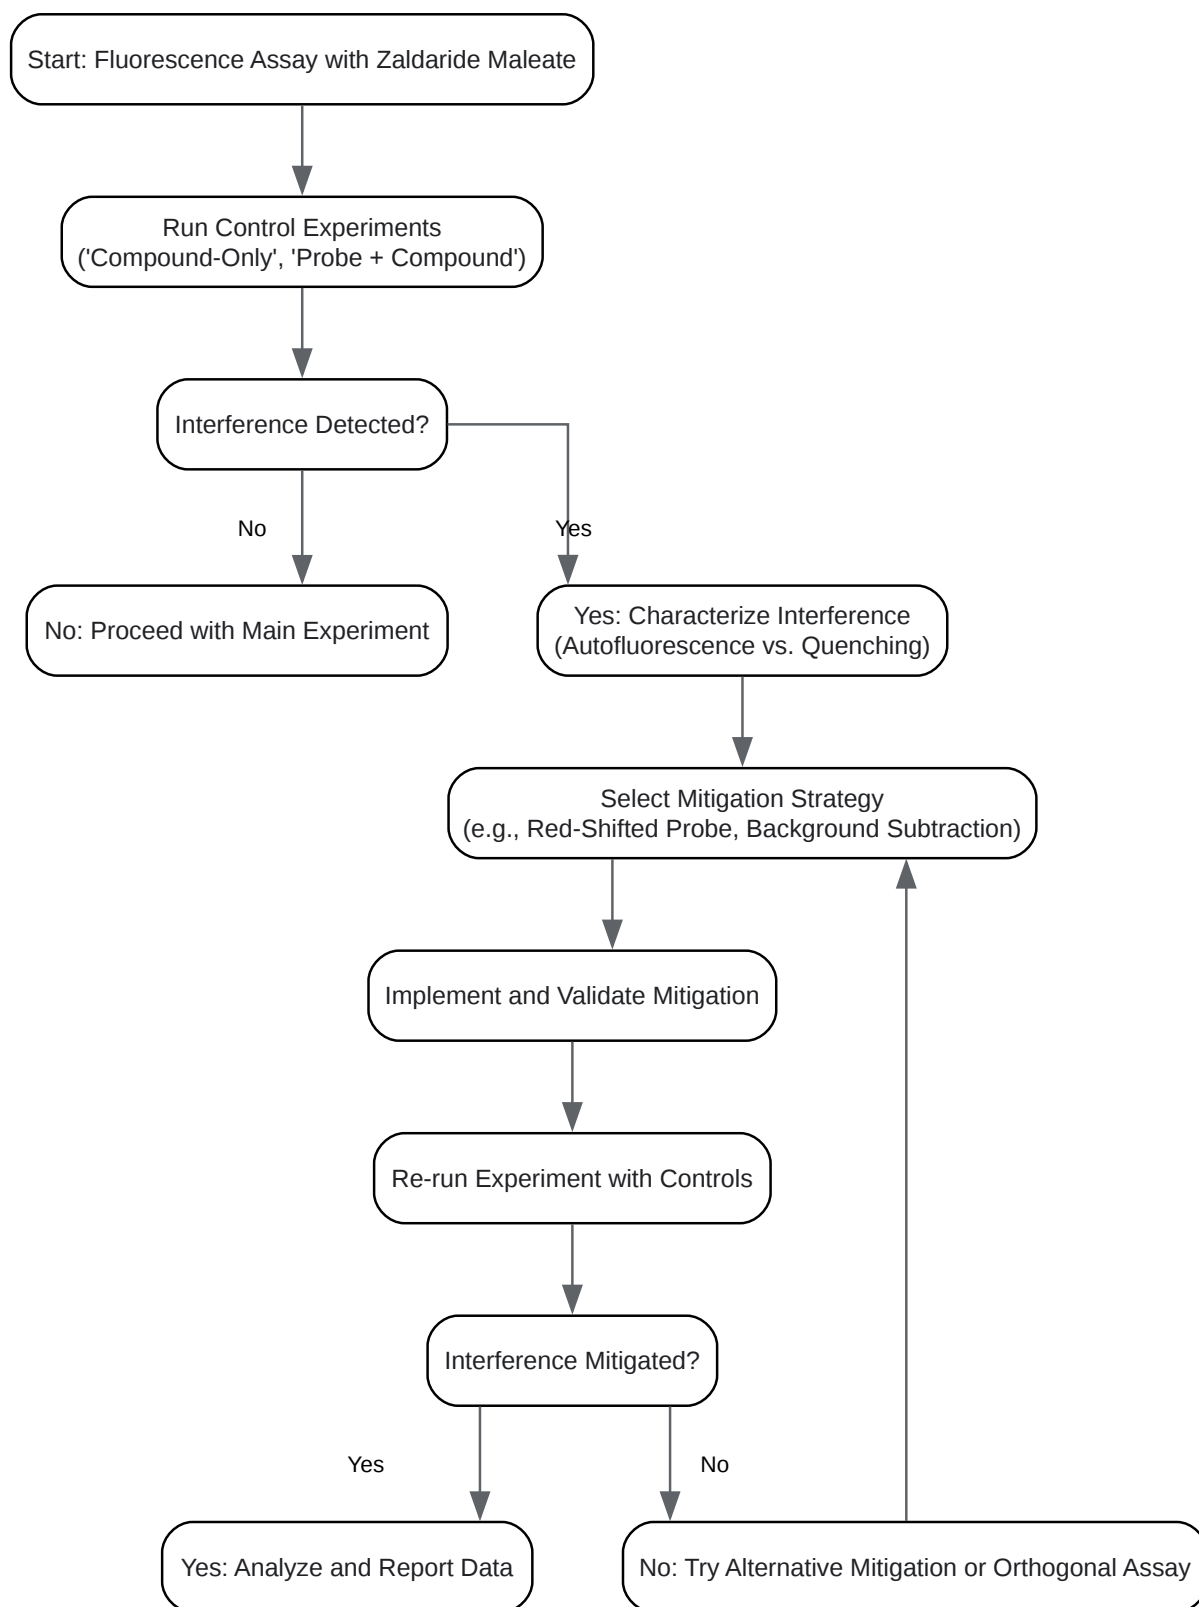 Start: Fluorescence Assay with Zaldaride Maleate
Run Control Experiments
('Compound-Only', 'Probe + Compound')
Interference Detected?
No
Yes
No: Proceed with Main Experiment
Yes: Characterize Interference
(Autofluorescence vs. Quenching)
Select Mitigation Strategy
(e.g., Red-Shifted Probe, Background Subtraction)
Implement and Validate Mitigation
Re-run Experiment with Controls
Interference Mitigated?
Yes
No
Yes: Analyze and Report Data
No: Try Alternative Mitigation or Orthogonal Assay